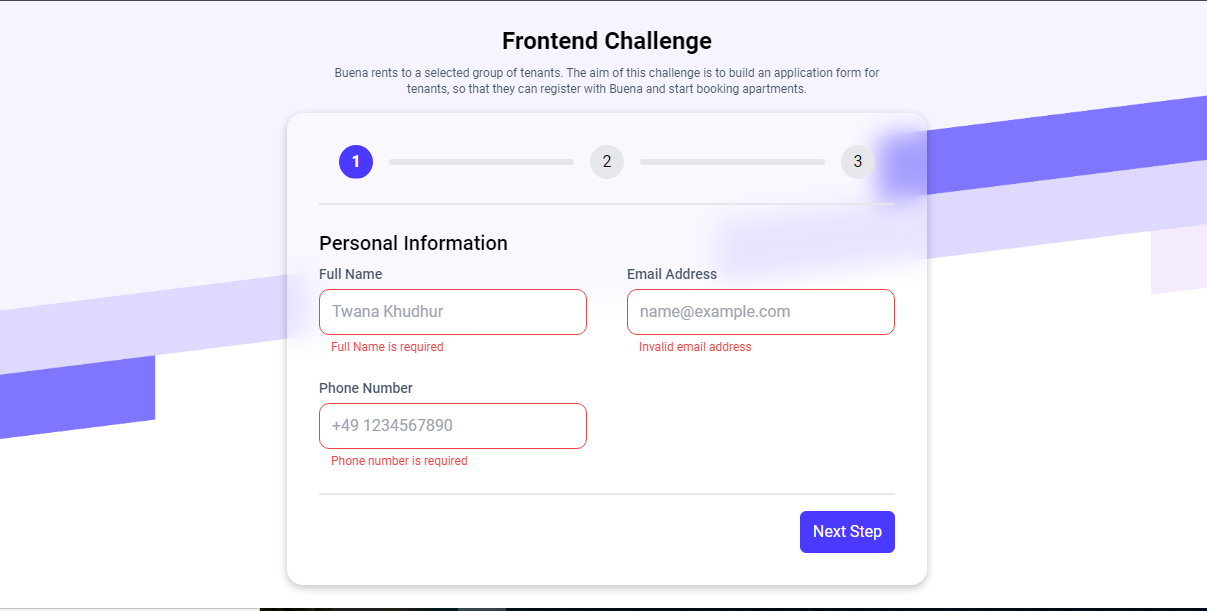 Frontend Challenge
Buena rents to a selected group of tenants. The aim of this challenge is to build an application form for
tenants, so that they can register with Buena and start booking apartments.
1 2 3
Personal Information
Full Name Email Address
Twana Khudhur name@example.com
Full Name is required Invalid email address
Phone Number
+49 1234567890
Phone number is required
Next Step